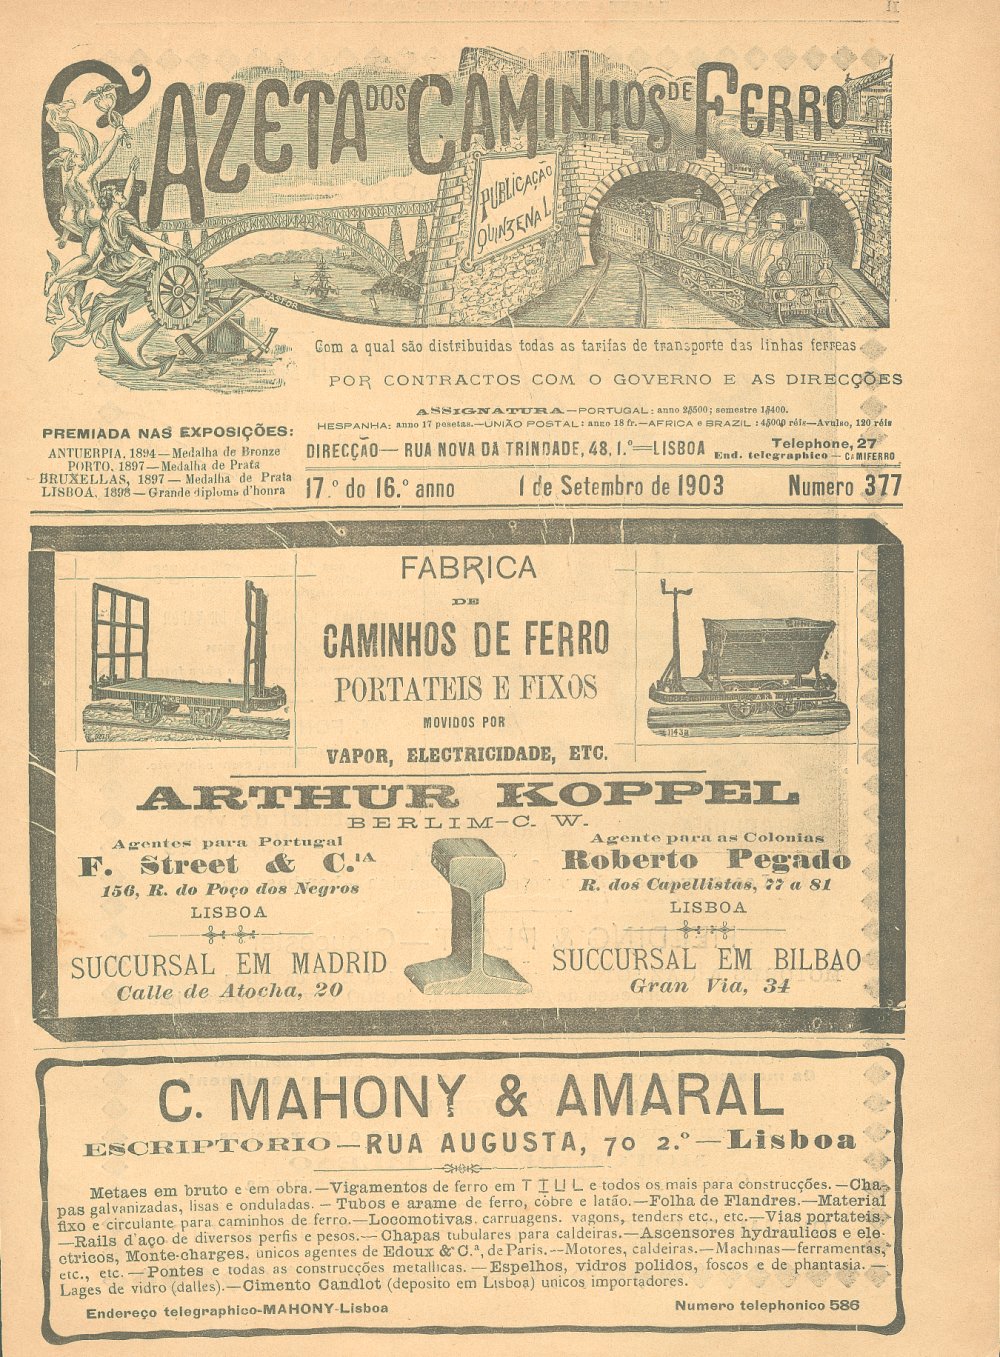 GAZETA DOS CAMINHOS DE FERRO
PUBLICAÇÃO
QUINZENAL
PASTOR
Com a qual são distribuidas todas as tarifas de transporte das linhas ferreas
POR CONTRACTOS COM O GOVERNO E AS DIRECÇÕES
ASSIGNATURA—PORTUGAL: anno 2$500; semestre 1$400.
HESPANHA: anno 17 pesetas.—UNIÃO POSTAL: anno 18 fr.—AFRICA e BRAZIL: 4$000 réis—Avulso, 120 réis
PREMIADA NAS EXPOSIÇÕES:
ANTUERPIA, 1894—Medalha de Bronze
PORTO, 1897—Medalha de Prata
BRUXELLAS, 1897—Medalha de Prata
LISBOA, 1898—Grande diploma d'honra
DIRECÇÃO—RUA NOVA DA TRINDADE, 48, 1.º=LISBOA
Telephone, 27
End. telegraphico—CAMIFERRO
17.º do 16.º anno
1 de Setembro de 1903
Numero 377
FABRICA
DE
CAMINHOS DE FERRO
PORTATEIS E FIXOS
MOVIDOS POR
VAPOR, ELECTRICIDADE, ETC.
ARTHUR KOPPEL
BERLIM—C. W.
Agentes para Portugal
F. Street & C.IA
156, R. do Poço dos Negros
LISBOA
SUCCURSAL EM MADRID
Calle de Atocha, 20
Agente para as Colonias
Roberto Pegado
R. dos Capellistas, 77 a 81
LISBOA
SUCCURSAL EM BILBAO
Gran Via, 34
C. MAHONY & AMARAL
ESCRIPTORIO—RUA AUGUSTA, 70 2.º—Lisboa
Metaes em bruto e em obra.—Vigamentos de ferro em T I U L e todos os mais para construcções.—Cha-
pas galvanizadas, lisas e onduladas.—Tubos e arame de ferro, cobre e latão.—Folha de Flandres.—Material
fixo e circulante para caminhos de ferro.—Locomotivas, carruagens, vagons, tenders etc., etc.—Vias portateis,
—Rails d'aço de diversos perfis e pesos.—Chapas tubulares para caldeiras.—Ascensores hydraulicos e ele-
ctricos, Monte-charges, unicos agentes de Edoux & C.ª, de Paris.—Motores, caldeiras.—Machinas—ferramentas,
etc., etc.—Pontes e todas as construcções metallicas.—Espelhos, vidros polidos, foscos e de phantasia.—
Lages de vidro (dalles).—Cimento Candlot (deposito em Lisboa) unicos importadores.
Endereço telegraphico-MAHONY-Lisboa
Numero telephonico 586